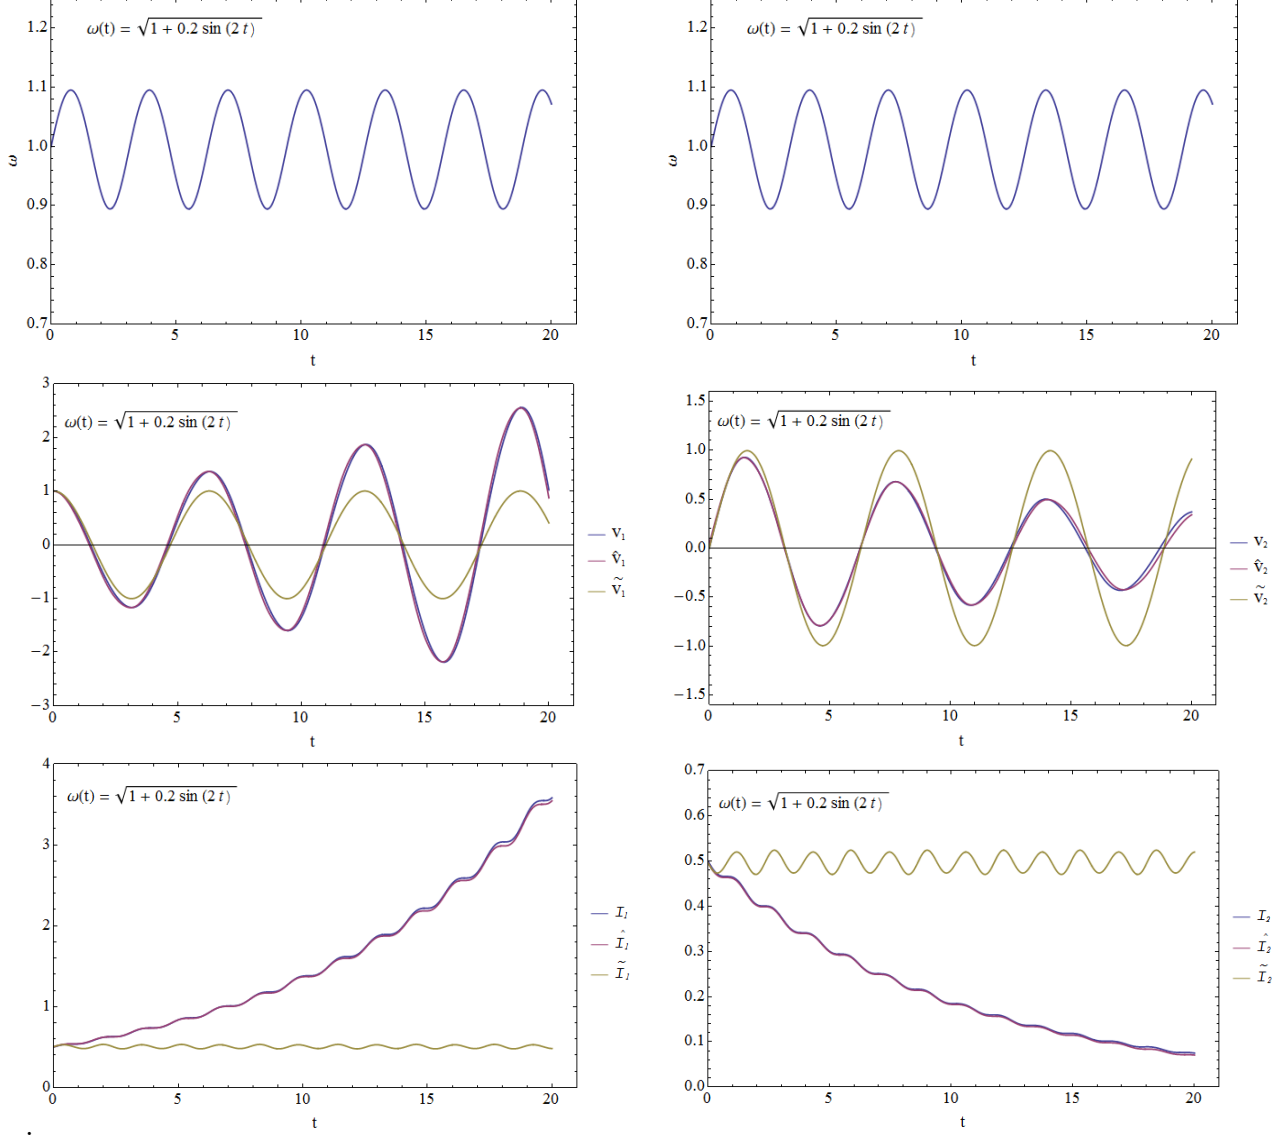 ω(t) = √1 + 0.2 sin (2 t)
1.2
1.1
1.0
0.9
0.8
0.7
ω
0 5 10 15 20
t
ω(t) = √1 + 0.2 sin (2 t)
1.2
1.1
1.0
0.9
0.8
0.7
ω
0 5 10 15 20
t
ω(t) = √1 + 0.2 sin (2 t)
3
2
1
0
−1
−2
−3
0 5 10 15 20
t
v₁
v̂₁
ṽ₁
ω(t) = √1 + 0.2 sin (2 t)
1.5
1.0
0.5
0.0
−0.5
−1.0
−1.5
0 5 10 15 20
t
v₂
v̂₂
ṽ₂
ω(t) = √1 + 0.2 sin (2 t)
4
3
2
1
0
0 5 10 15 20
t
I₁
Î₁
Ĩ₁
ω(t) = √1 + 0.2 sin (2 t)
0.7
0.6
0.5
0.4
0.3
0.2
0.1
0.0
0 5 10 15 20
t
I₂
Î₂
Ĩ₂